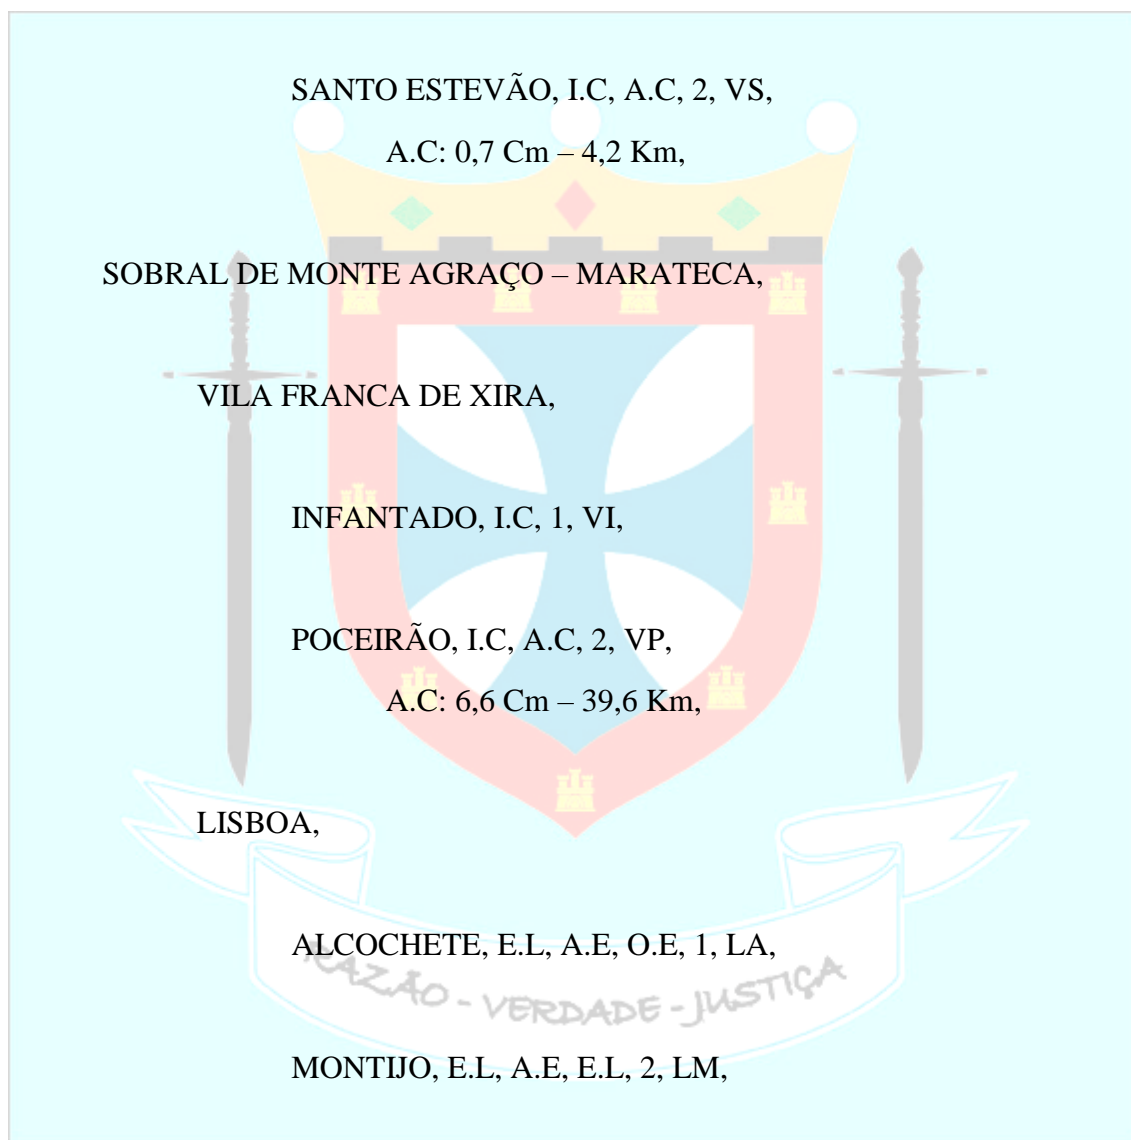 SANTO ESTEVÃO, I.C, A.C, 2, VS,
A.C: 0,7 Cm – 4,2 Km,
SOBRAL DE MONTE AGRAÇO – MARATECA,
VILA FRANCA DE XIRA,
INFANTADO, I.C, 1, VI,
POCEIRÃO, I.C, A.C, 2, VP,
A.C: 6,6 Cm – 39,6 Km,
LISBOA,
ALCOCHETE, E.L, A.E, O.E, 1, LA,
RAZÃO - VERDADE - JUSTIÇA
MONTIJO, E.L, A.E, E.L, 2, LM,